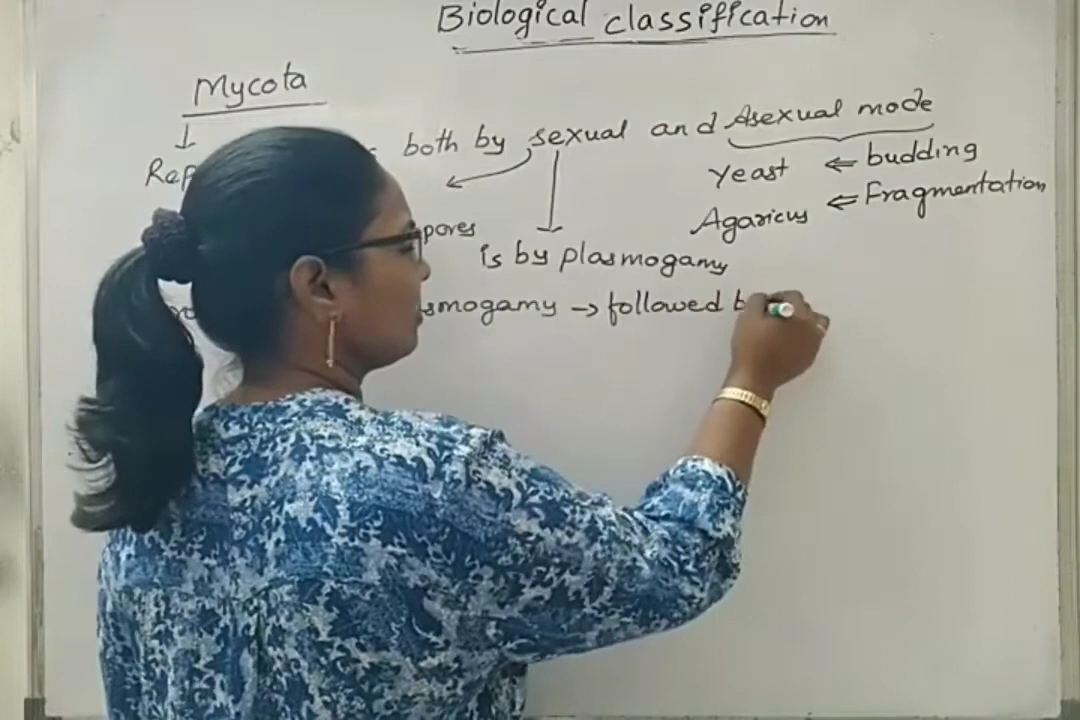 Biological classification
Mycota
both by sexual and Asexual mode
Yeast ⇐ budding
Agaricus ⇐ Fragmentation
is by plasmogamy
→ followed